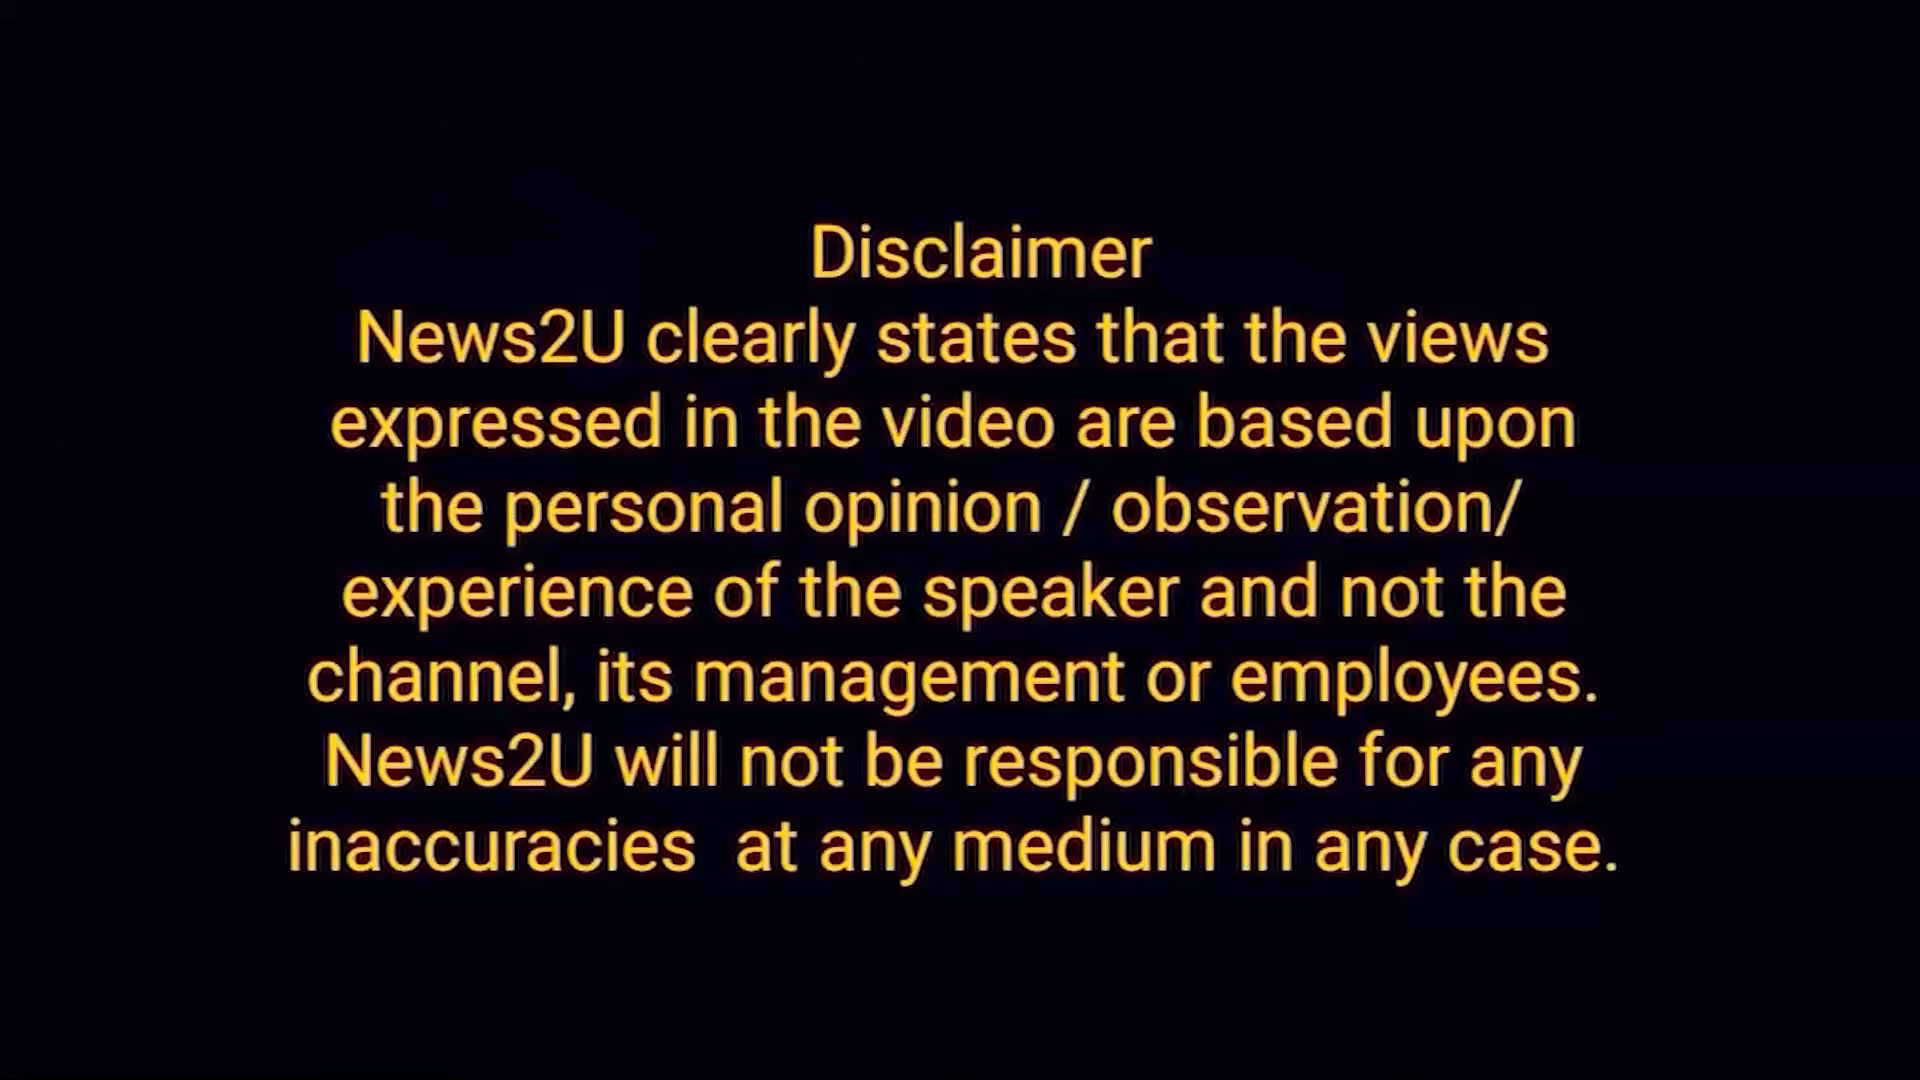 Disclaimer
News2U clearly states that the views
expressed in the video are based upon
the personal opinion / observation/
experience of the speaker and not the
channel, its management or employees.
News2U will not be responsible for any
inaccuracies  at any medium in any case.